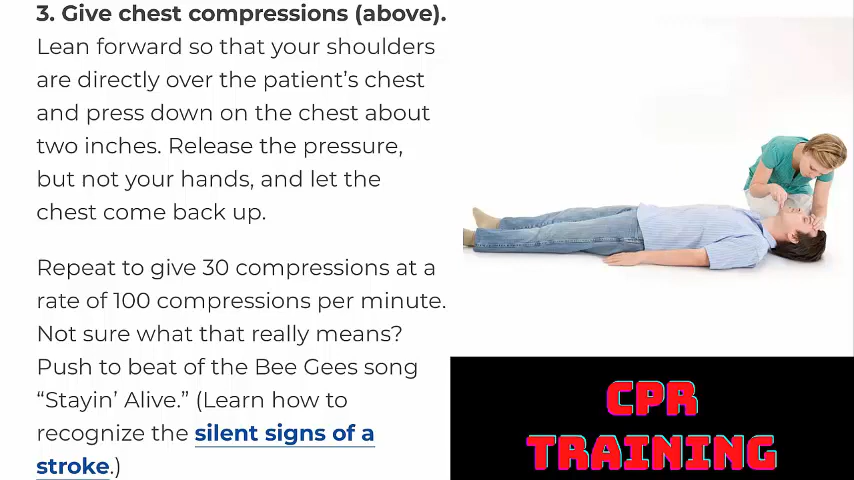 3. Give chest compressions (above).
Lean forward so that your shoulders
are directly over the patient’s chest
and press down on the chest about
two inches. Release the pressure,
but not your hands, and let the
chest come back up.
Repeat to give 30 compressions at a
rate of 100 compressions per minute.
Not sure what that really means?
Push to beat of the Bee Gees song
“Stayin’ Alive.” (Learn how to
recognize the silent signs of a
stroke.)
CPR
TRAINING